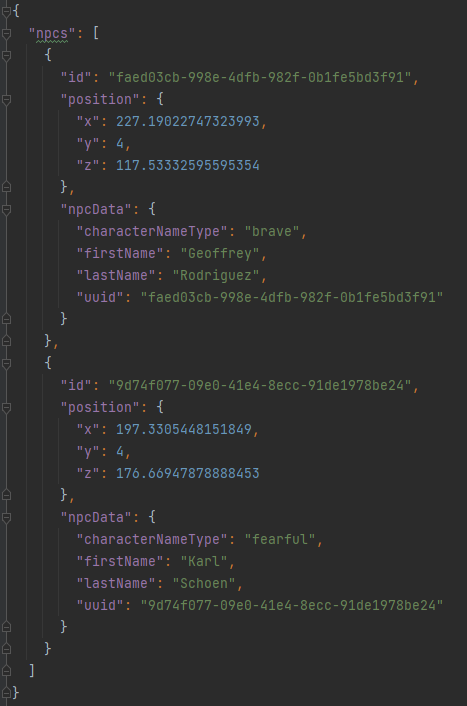 {
  "npcs": [
    {
      "id": "faed03cb-998e-4dfb-982f-0b1fe5bd3f91",
      "position": {
        "x": 227.19022747323993,
        "y": 4,
        "z": 117.53332595595354
      },
      "npcData": {
        "characterNameType": "brave",
        "firstName": "Geoffrey",
        "lastName": "Rodriguez",
        "uuid": "faed03cb-998e-4dfb-982f-0b1fe5bd3f91"
      }
    },
    {
      "id": "9d74f077-09e0-41e4-8ecc-91de1978be24",
      "position": {
        "x": 197.3305448151849,
        "y": 4,
        "z": 176.66947878888453
      },
      "npcData": {
        "characterNameType": "fearful",
        "firstName": "Karl",
        "lastName": "Schoen",
        "uuid": "9d74f077-09e0-41e4-8ecc-91de1978be24"
      }
    }
  ]
}